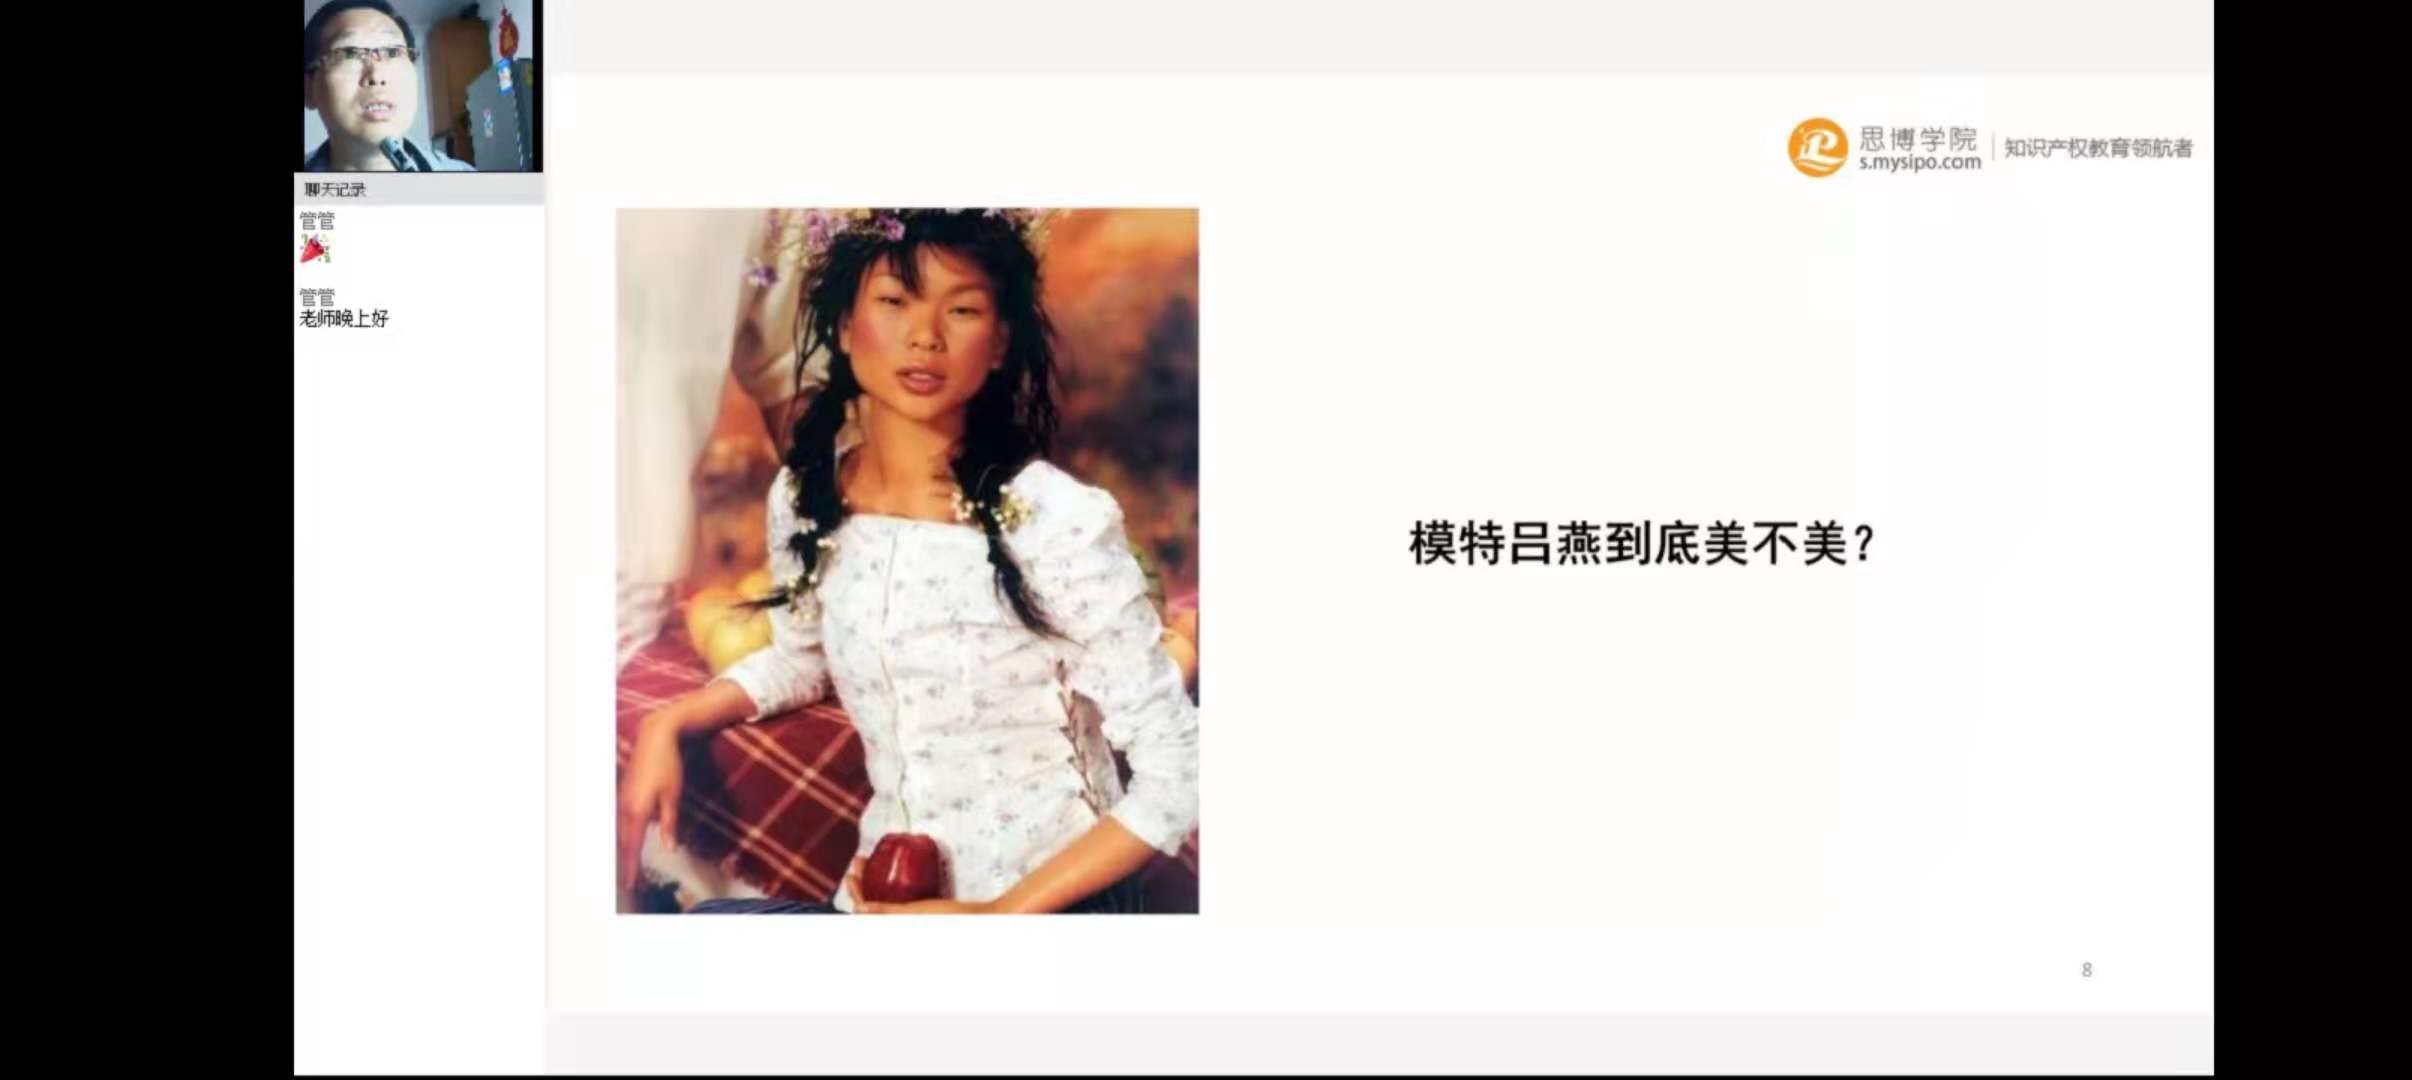 聊天记录
管管
管管
老师晚上好
思博学院
s.mysipo.com
知识产权教育领航者
模特吕燕到底美不美?
8